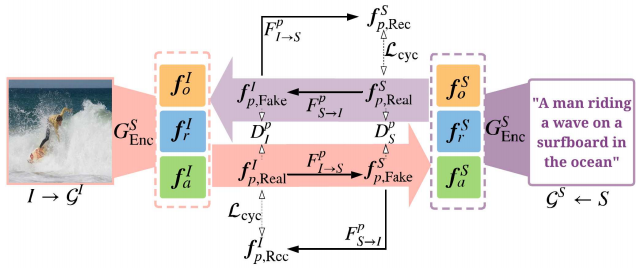 F^p_{I→S} f^S_{p,Rec}
L_cyc
f^I_o f^I_{p,Fake} F^p_{S→I} f^S_{p,Real} f^S_o
G^S_Enc f^I_r D^p_I D^p_S f^S_r G^S_Enc
"A man riding
a wave on a
surfboard in
the ocean"
f^I_a f^I_{p,Real} F^p_{I→S} f^S_{p,Fake} f^S_a
I → G^I L_cyc G^S ← S
f^I_{p,Rec} F^p_{S→I}